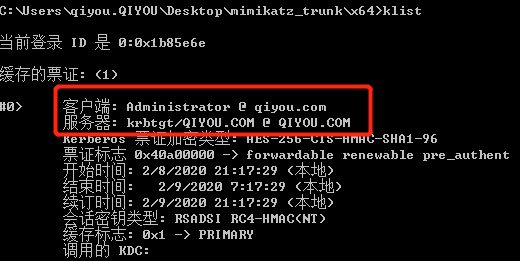 C:\Users\qiyou.QIYOU\Desktop\mimikatz_trunk\x64>klist
当前登录 ID 是 0:0x1b85e6e
缓存的票证: (1)
#0> 客户端: Administrator @ qiyou.com
服务器: krbtgt/QIYOU.COM @ QIYOU.COM
Kerberos 票证加密类型: AES-256-CTS-HMAC-SHA1-96
票证标志 0x40a00000 -> forwardable renewable pre_authent
开始时间: 2/8/2020 21:17:29 (本地)
结束时间: 2/9/2020 7:17:29 (本地)
续订时间: 2/9/2020 21:17:29 (本地)
会话密钥类型: RSADSI RC4-HMAC(NT)
缓存标志: 0x1 -> PRIMARY
调用的 KDC: